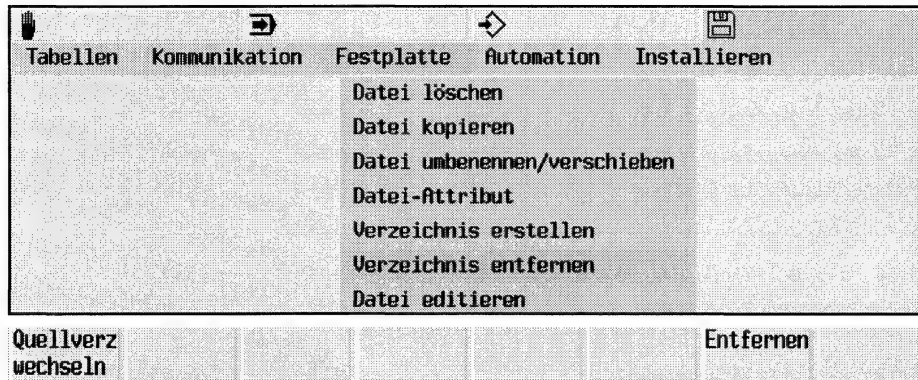 Tabellen Kommunikation Festplatte Automation Installieren
Datei löschen
Datei kopieren
Datei umbenennen/verschieben
Datei-Attribut
Verzeichnis erstellen
Verzeichnis entfernen
Datei editieren
Quellverz Entfernen
wechseln